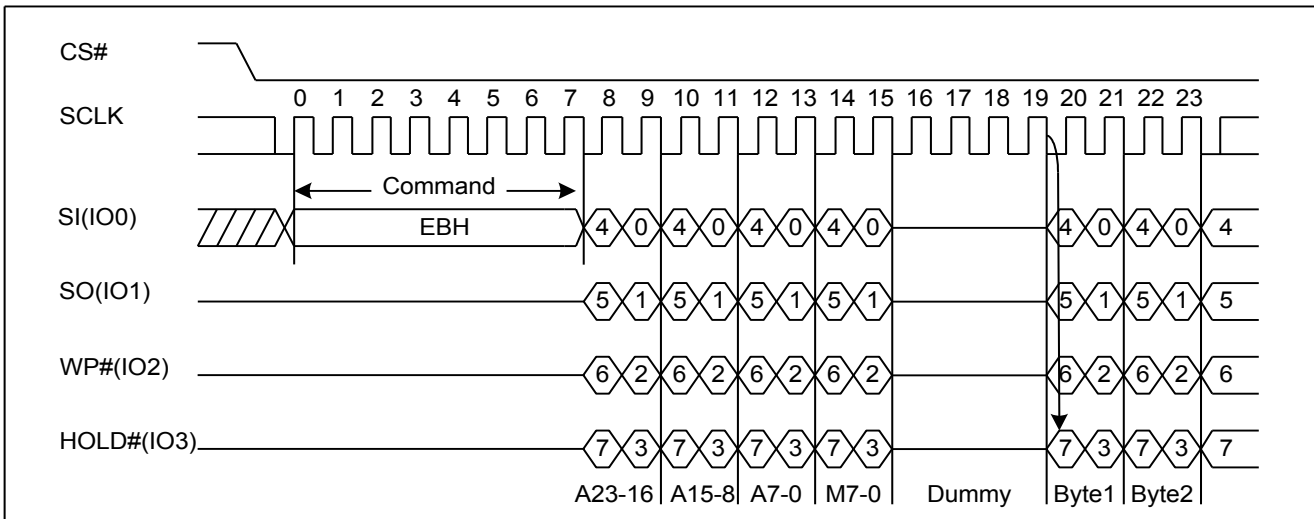 CS#
0 1 2 3 4 5 6 7 8 9 10 11 12 13 14 15 16 17 18 19 20 21 22 23
SCLK
Command
SI(IO0) EBH 4 0 4 0 4 0 4 0 4 0 4 0 4
SO(IO1) 5 1 5 1 5 1 5 1 5 1 5 1 5
WP#(IO2) 6 2 6 2 6 2 6 2 6 2 6 2 6
HOLD#(IO3) 7 3 7 3 7 3 7 3 7 3 7 3 7
A23-16 A15-8 A7-0 M7-0 Dummy Byte1 Byte2